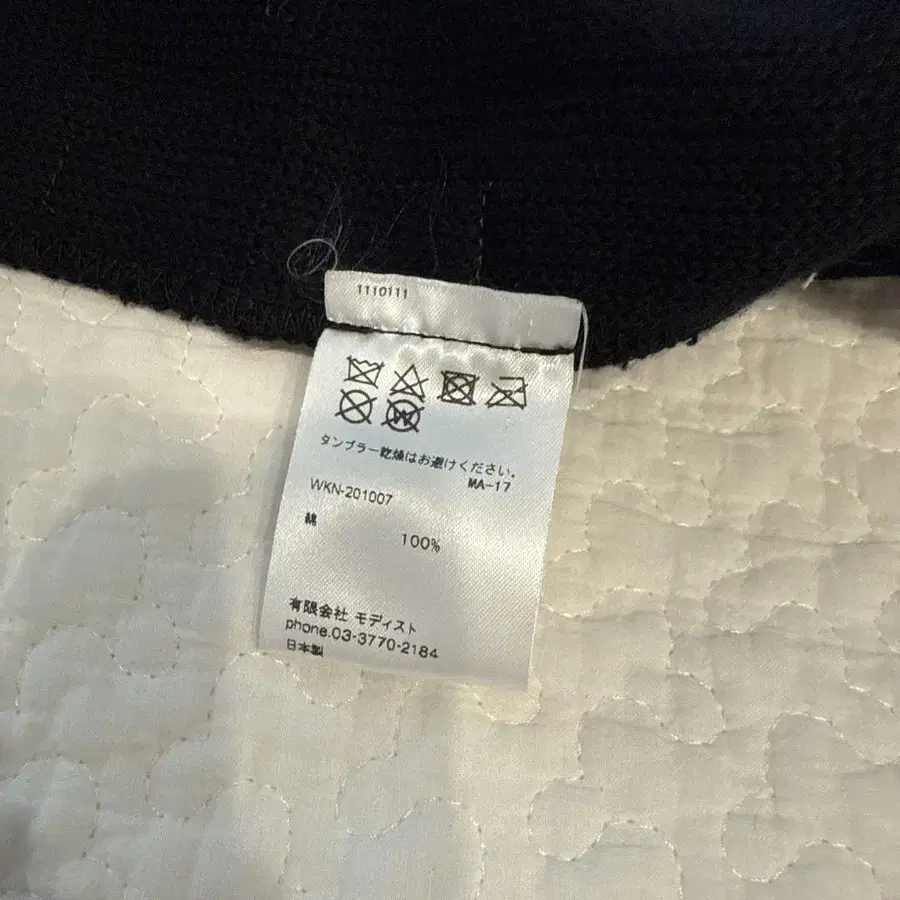 1110111
タンブラー乾燥はお避けください。
MA-17
WKN-201007
綿
100%
有限会社 モディスト
phone.03-3770-2184
日本製